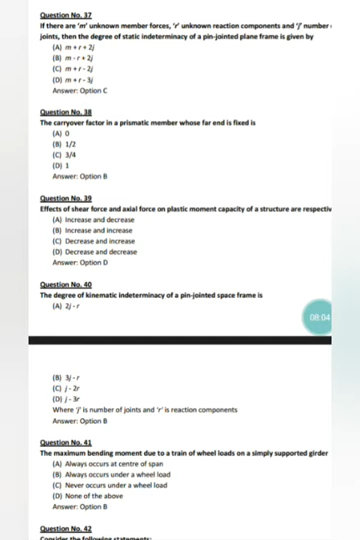 Question No. 37
If there are 'm' unknown member forces, 'r' unknown reaction components and 'j' number
joints, then the degree of static indeterminacy of a pin-jointed plane frame is given by
(A) m + r + 2j
(B) m - r + 2j
(C) m + r - 2j
(D) m + r - 3j
Answer: Option C
Question No. 38
The carryover factor in a prismatic member whose far end is fixed is
(A) 0
(B) 1/2
(C) 3/4
(D) 1
Answer: Option B
Question No. 39
Effects of shear force and axial force on plastic moment capacity of a structure are respectiv
(A) Increase and decrease
(B) Increase and increase
(C) Decrease and increase
(D) Decrease and decrease
Answer: Option D
Question No. 40
The degree of kinematic indeterminacy of a pin-jointed space frame is
(A) 2j - r
08:04
(B) 3j - r
(C) j - 2r
(D) j - 3r
Where 'j' is number of joints and 'r' is reaction components
Answer: Option B
Question No. 41
The maximum bending moment due to a train of wheel loads on a simply supported girder
(A) Always occurs at centre of span
(B) Always occurs under a wheel load
(C) Never occurs under a wheel load
(D) None of the above
Answer: Option B
Question No. 42
Consider the following statements: